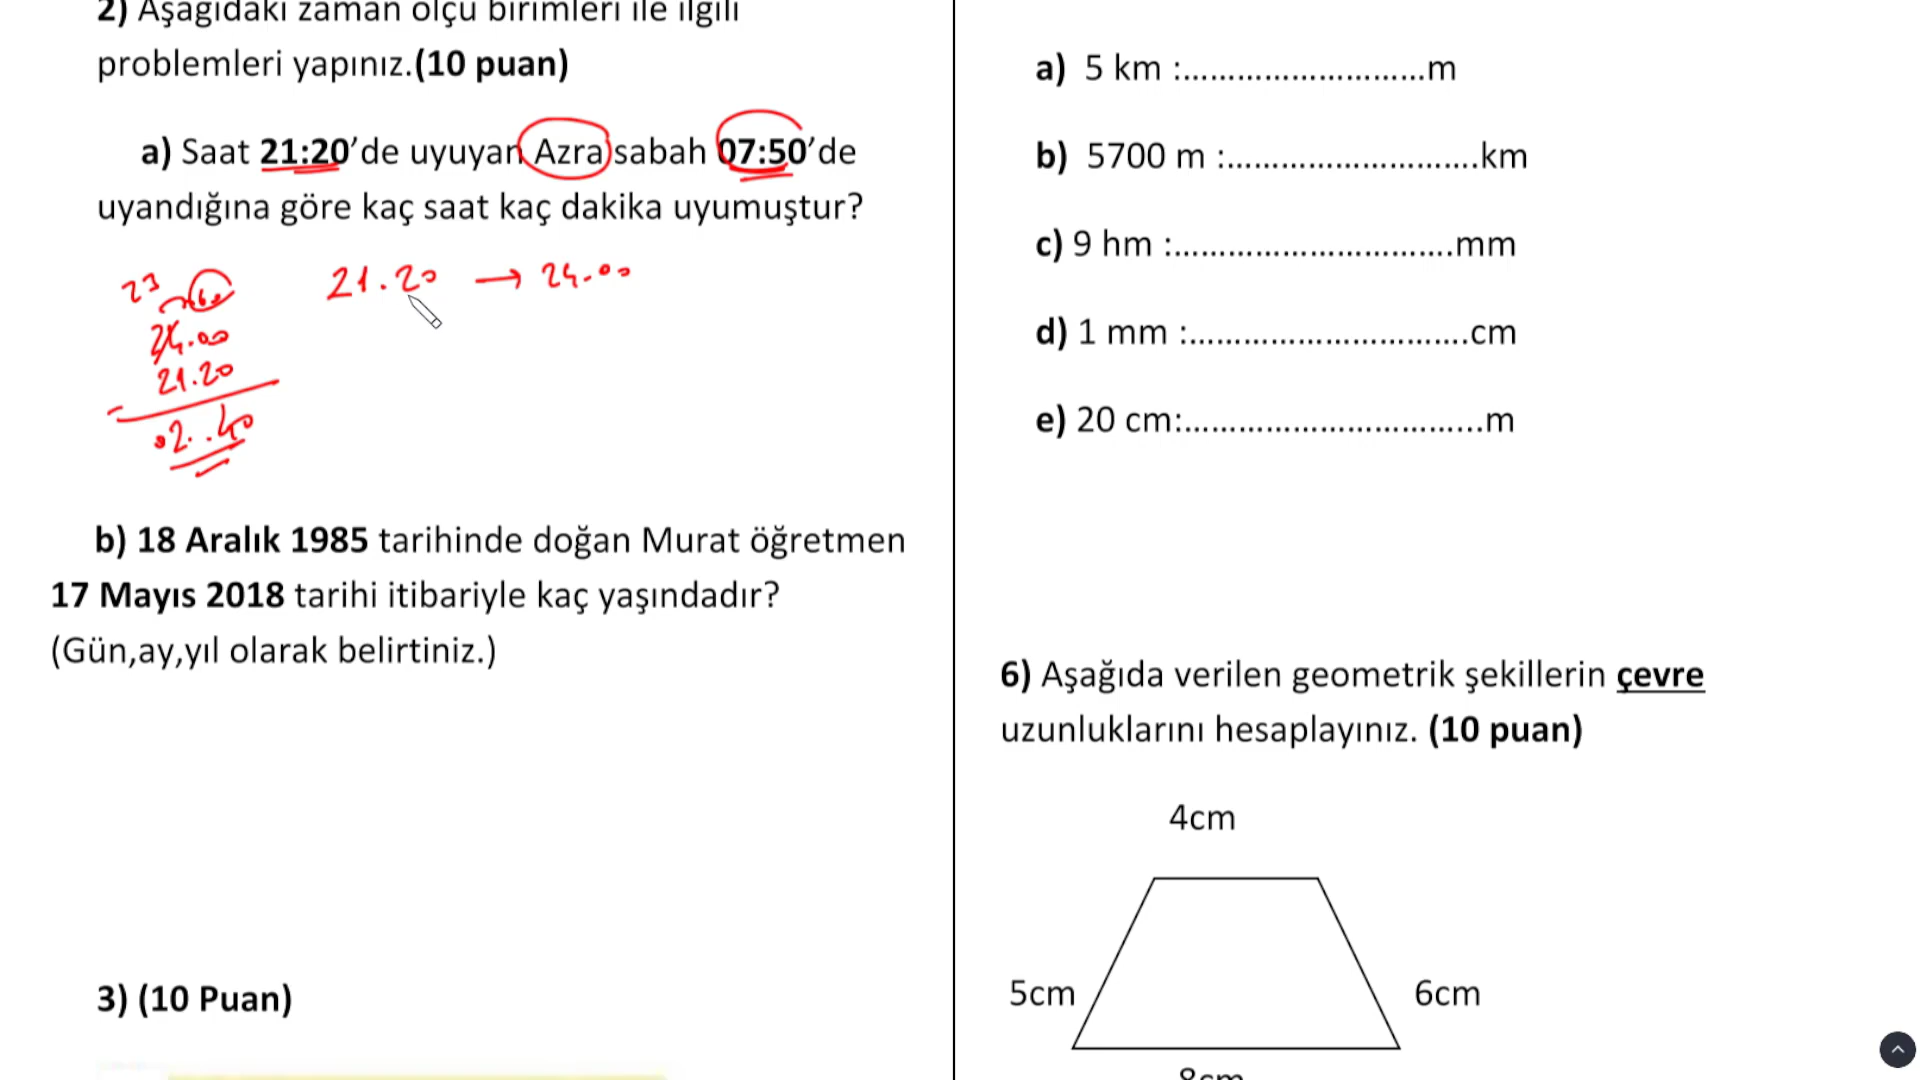 2) Aşağıdaki zaman ölçü birimleri ile ilgili
problemleri yapınız.(10 puan)
a) Saat 21:20’de uyuyan Azra sabah 07:50’de
uyandığına göre kaç saat kaç dakika uyumuştur?
23 60
24.00
21.20
- 02..40
21.20 → 24.00
b) 18 Aralık 1985 tarihinde doğan Murat öğretmen
17 Mayıs 2018 tarihi itibariyle kaç yaşındadır?
(Gün,ay,yıl olarak belirtiniz.)
3) (10 Puan)
a) 5 km :...........................m
b) 5700 m :............................km
c) 9 hm :...............................mm
d) 1 mm :...............................cm
e) 20 cm:.................................m
6) Aşağıda verilen geometrik şekillerin çevre
uzunluklarını hesaplayınız. (10 puan)
4cm
5cm
6cm
8cm